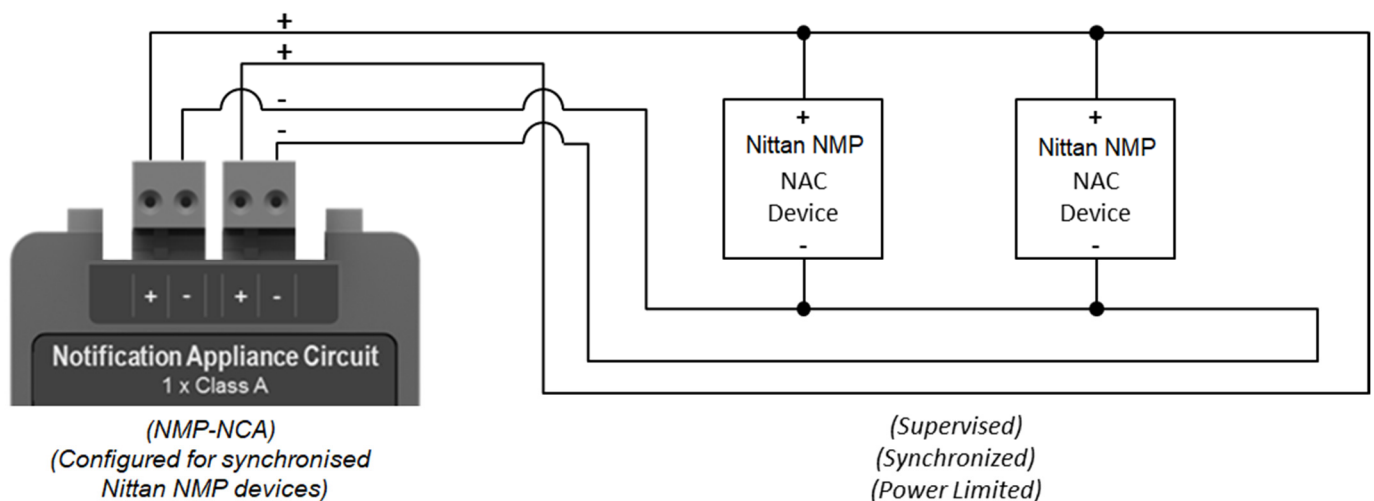 +
+
-
-
+
Nittan NMP
NAC
Device
-
+
Nittan NMP
NAC
Device
-
+ - + -
Notification Appliance Circuit
1 x Class A
(NMP-NCA)
(Configured for synchronised
Nittan NMP devices)
(Supervised)
(Synchronized)
(Power Limited)